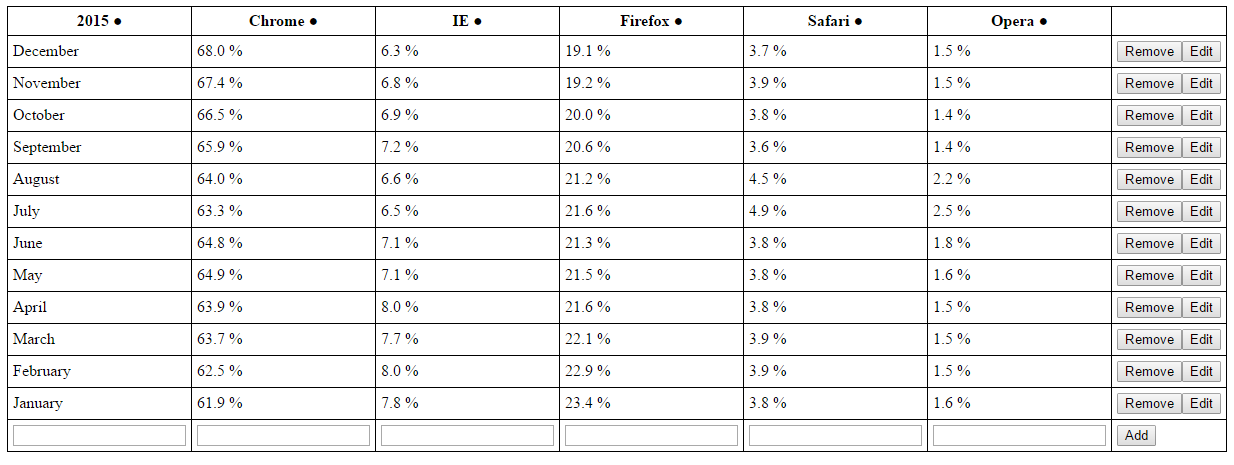 2015 ● Chrome ● IE ● Firefox ● Safari ● Opera ●
December 68.0 % 6.3 % 19.1 % 3.7 % 1.5 % Remove Edit
November 67.4 % 6.8 % 19.2 % 3.9 % 1.5 % Remove Edit
October 66.5 % 6.9 % 20.0 % 3.8 % 1.4 % Remove Edit
September 65.9 % 7.2 % 20.6 % 3.6 % 1.4 % Remove Edit
August 64.0 % 6.6 % 21.2 % 4.5 % 2.2 % Remove Edit
July 63.3 % 6.5 % 21.6 % 4.9 % 2.5 % Remove Edit
June 64.8 % 7.1 % 21.3 % 3.8 % 1.8 % Remove Edit
May 64.9 % 7.1 % 21.5 % 3.8 % 1.6 % Remove Edit
April 63.9 % 8.0 % 21.6 % 3.8 % 1.5 % Remove Edit
March 63.7 % 7.7 % 22.1 % 3.9 % 1.5 % Remove Edit
February 62.5 % 8.0 % 22.9 % 3.9 % 1.5 % Remove Edit
January 61.9 % 7.8 % 23.4 % 3.8 % 1.6 % Remove Edit
Add